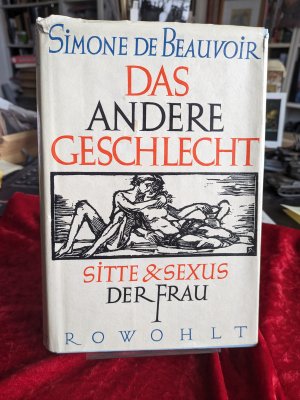 SIMONE DE BEAUVOIR
DAS
ANDERE
GESCHLECHT
SITTE & SEXUS
DER FRAU
ROWOHLT